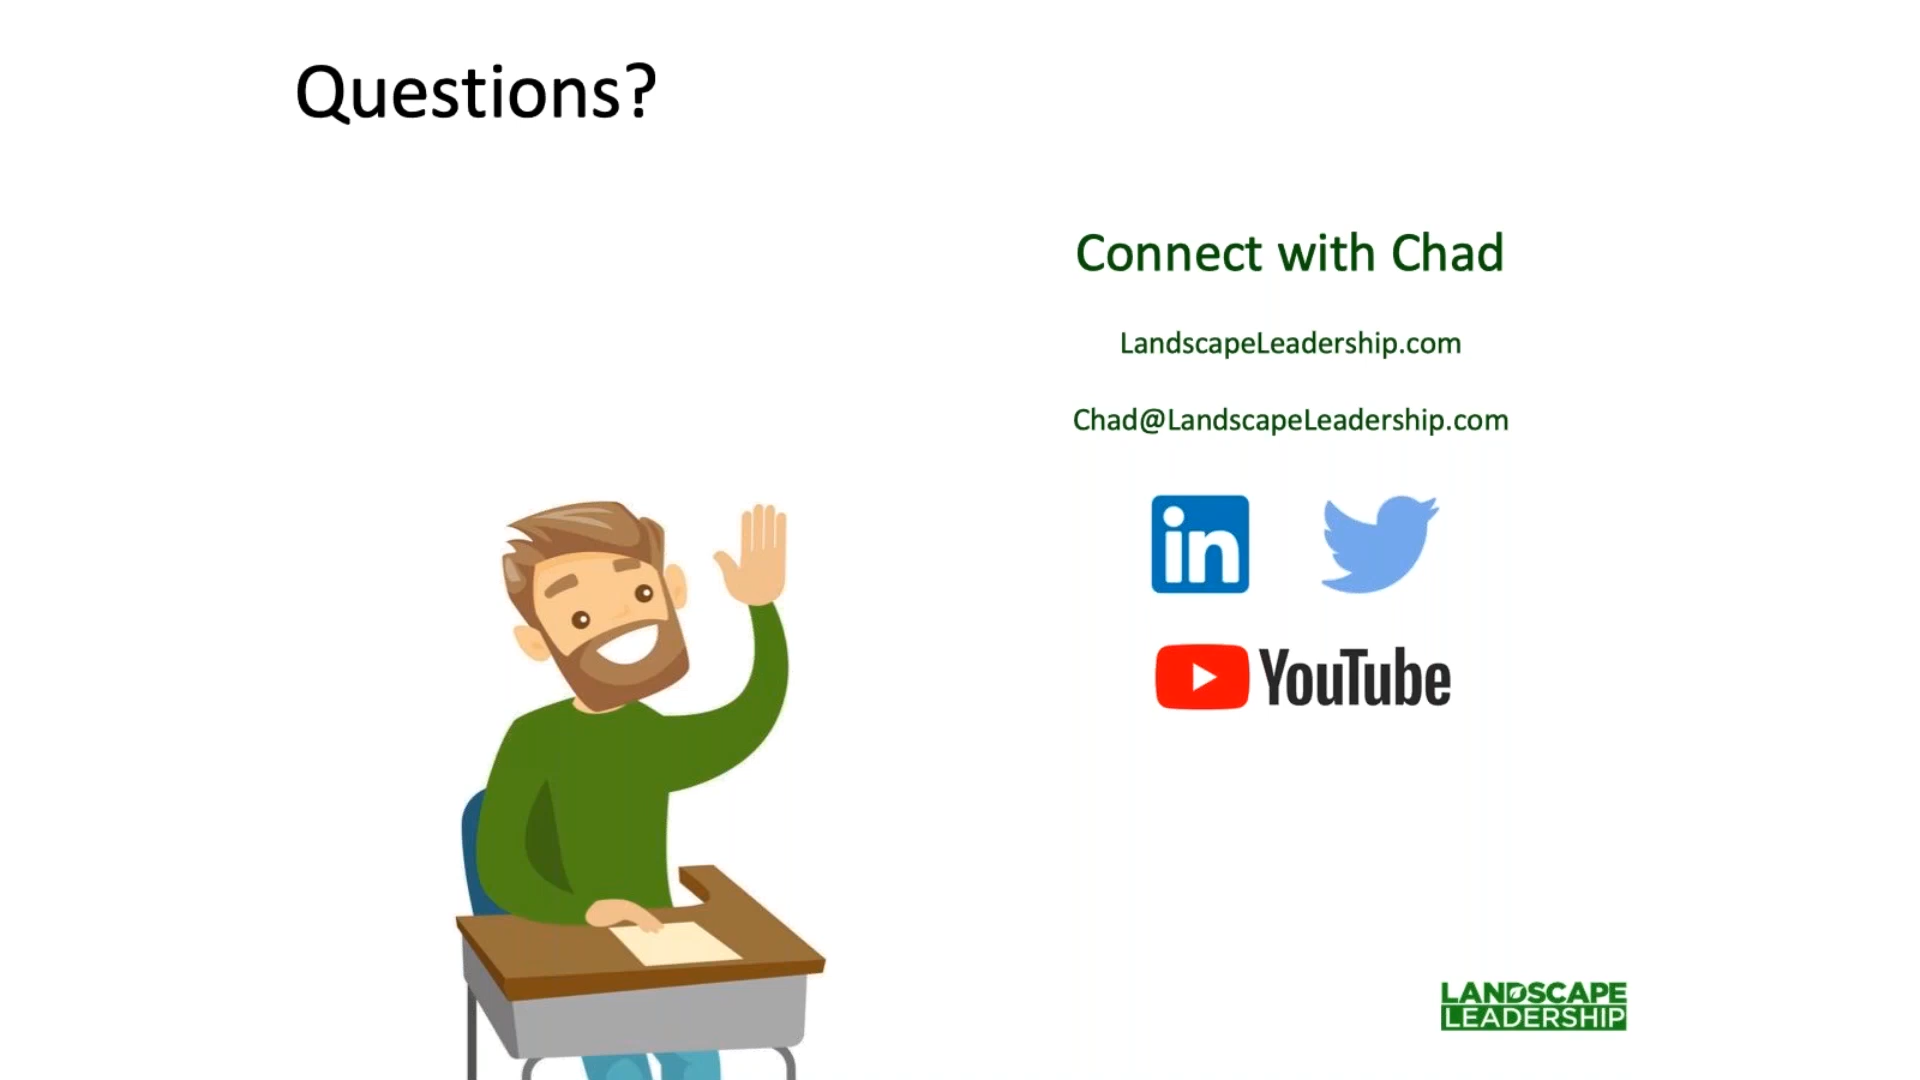 Questions?
Connect with Chad
LandscapeLeadership.com
Chad@LandscapeLeadership.com
in
YouTube
LANDSCAPE
LEADERSHIP